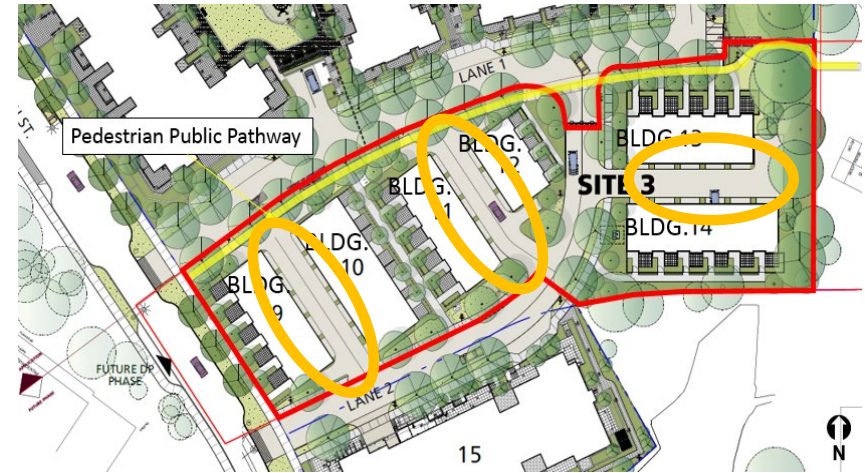 LANE 1
ST.
Pedestrian Public Pathway
BLDG.
12
BLDG.13
BLDG.
11
SITE 3
BLDG.
10
BLDG.14
BLDG.
9
FUTURE DP
PHASE
LANE 2
15
N